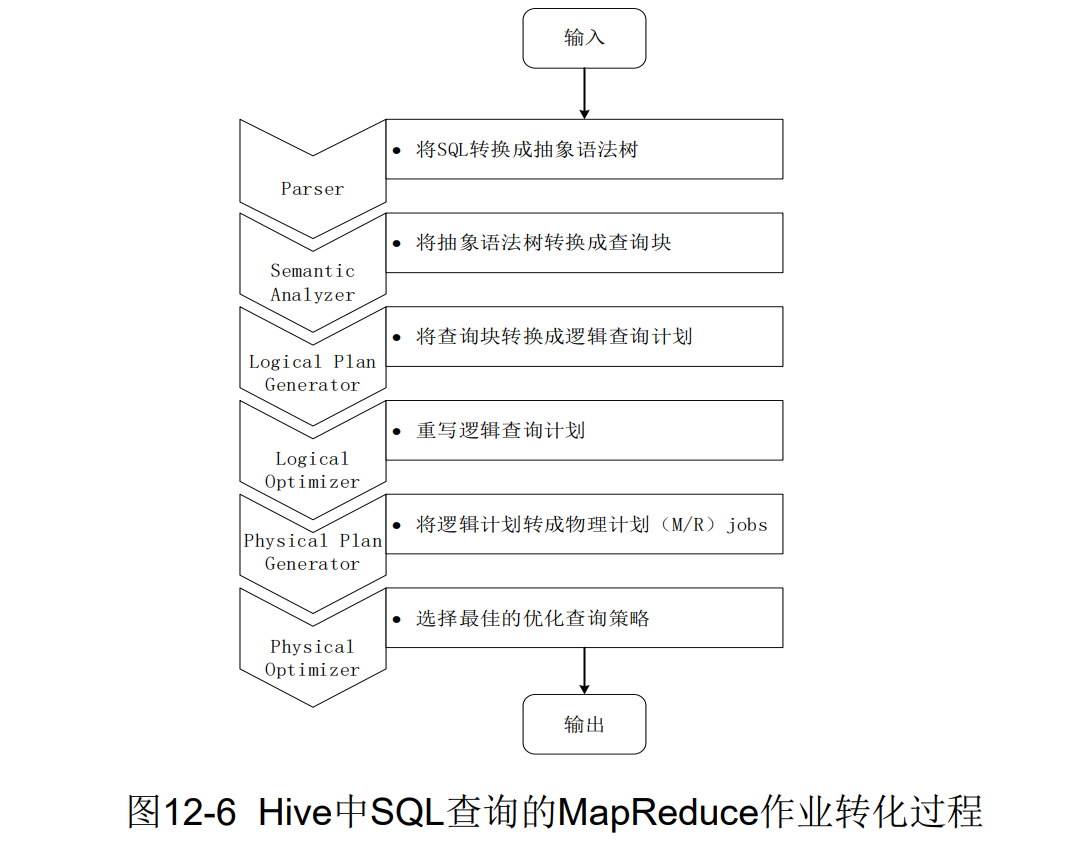 输入
Parser
• 将SQL转换成抽象语法树
Semantic
Analyzer
• 将抽象语法树转换成查询块
Logical Plan
Generator
• 将查询块转换成逻辑查询计划
Logical
Optimizer
• 重写逻辑查询计划
Physical Plan
Generator
• 将逻辑计划转成物理计划（M/R）jobs
Physical
Optimizer
• 选择最佳的优化查询策略
输出
图12-6 Hive中SQL查询的MapReduce作业转化过程